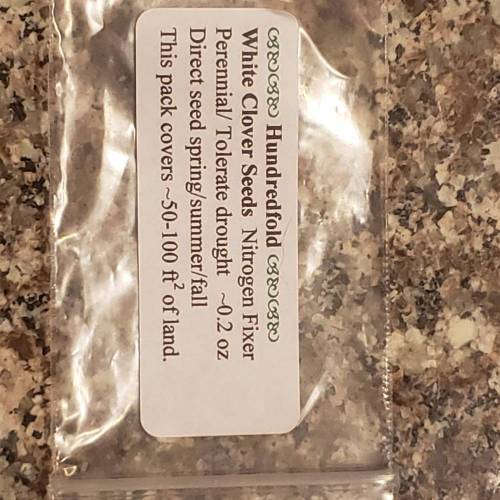 Hundredfold
White Clover Seeds Nitrogen Fixer
Perennial/ Tolerate drought ~0.2 oz
Direct seed spring/summer/fall
This pack covers ~50-100 ft² of land.